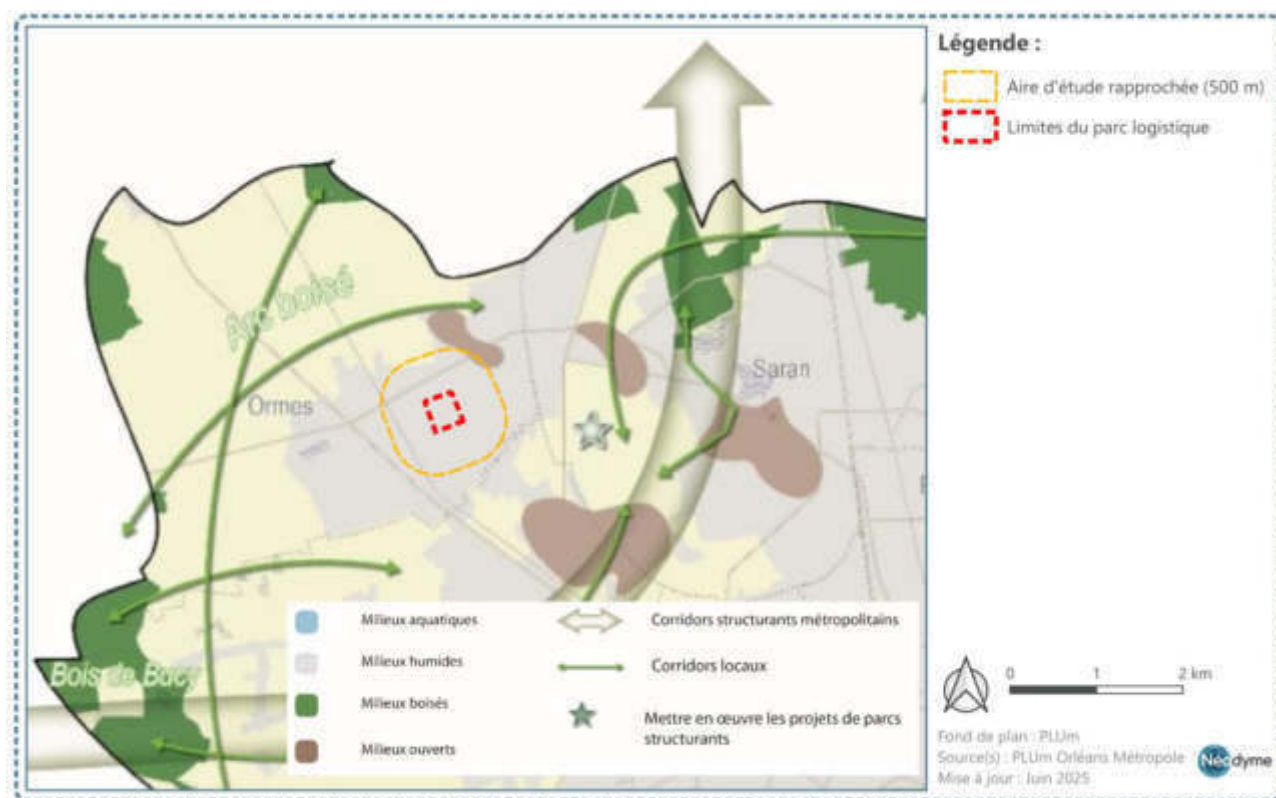 Légende :
Aire d'étude rapprochée (500 m)
Limites du parc logistique
Arc boisé
Ormes
Saran
Bois de Bucy
Milieux aquatiques
Milieux humides
Milieux boisés
Milieux ouverts
Corridors structurants métropolitains
Corridors locaux
Mettre en œuvre les projets de parcs
structurants
0 1 2 km
Fond de plan : PLUm
Source(s) : PLUm Orléans Métropole
Mise à jour : Juin 2025
Néodyme